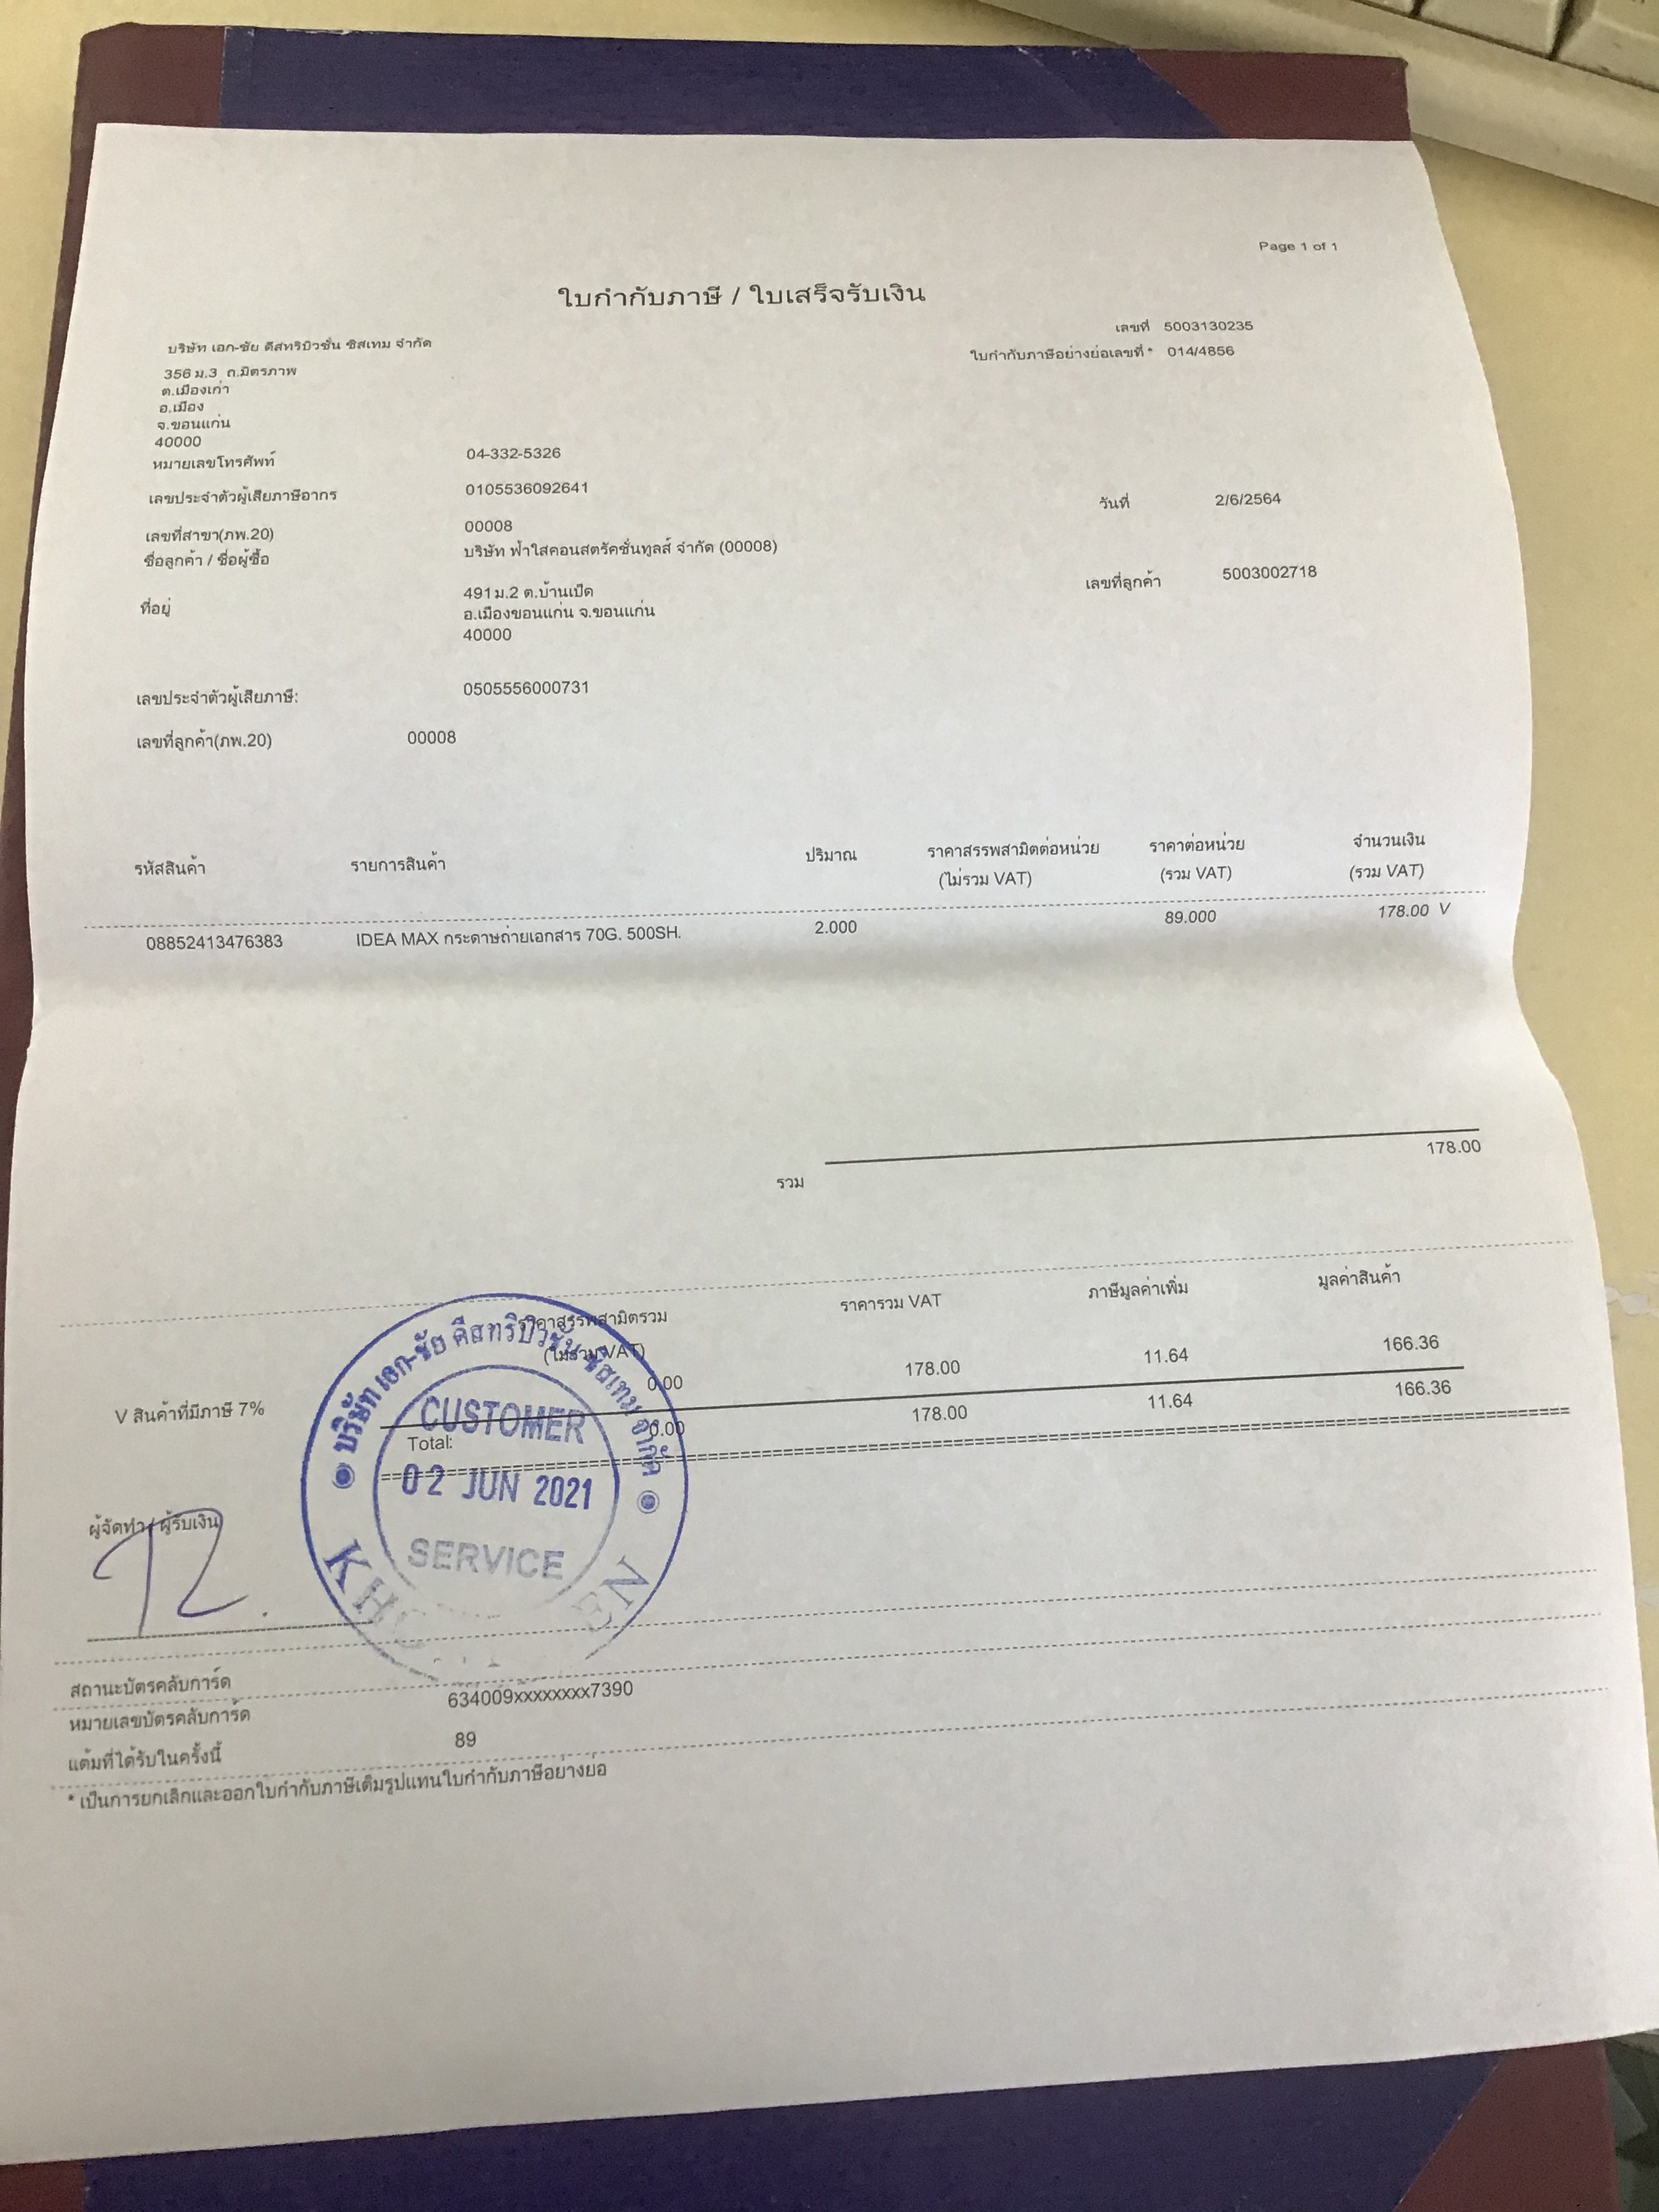 Page 1 of 1
ใบกำกับภาษี / ใบเสร็จรับเงิน
เลขที่ 5003130235
บริษัท เอก-ชัย ดีสทริบิวชั่น ซิสเทม จำกัด ใบกำกับภาษีอย่างย่อเลขที่ * 014/4856
356 ม.3 ถ.มิตรภาพ
ต.เมืองเก่า
อ.เมือง
จ.ขอนแก่น
40000
หมายเลขโทรศัพท์ 04-332-5326
เลขประจำตัวผู้เสียภาษีอากร 0105536092641 วันที่ 2/6/2564
เลขที่สาขา(ภพ.20) 00008
ชื่อลูกค้า / ชื่อผู้ซื้อ บริษัท ฟ้าใสคอนสตรัคชั่นทูลส์ จำกัด (00008) เลขที่ลูกค้า 5003002718
ที่อยู่ 491 ม.2 ต.บ้านเป็ด
อ.เมืองขอนแก่น จ.ขอนแก่น
40000
เลขประจำตัวผู้เสียภาษี: 0505556000731
เลขที่ลูกค้า(ภพ.20) 00008
รหัสสินค้า รายการสินค้า ปริมาณ ราคาสรรพสามิตต่อหน่วย ราคาต่อหน่วย จำนวนเงิน
(ไม่รวม VAT) (รวม VAT) (รวม VAT)
08852413476383 IDEA MAX กระดาษถ่ายเอกสาร 70G. 500SH. 2.000 89.000 178.00 V
รวม 178.00
ราคารวม VAT ภาษีมูลค่าเพิ่ม มูลค่าสินค้า
(ไม่รวม VAT)
V สินค้าที่มีภาษี 7% 0.00 178.00 11.64 166.36
Total: 0.00 178.00 11.64 166.36
ผู้จัดทำ / ผู้รับเงิน
บริษัท เอก-ชัย ดีสทริบิวชั่น ซิสเทม จำกัด
CUSTOMER
02 JUN 2021
SERVICE
สถานะบัตรคลับการ์ด
หมายเลขบัตรคลับการ์ด 634009xxxxxxxxx7390
แต้มที่ได้รับในครั้งนี้ 89
* เป็นการยกเลิกและออกใบกำกับภาษีเต็มรูปแทนใบกำกับภาษีอย่างย่อ